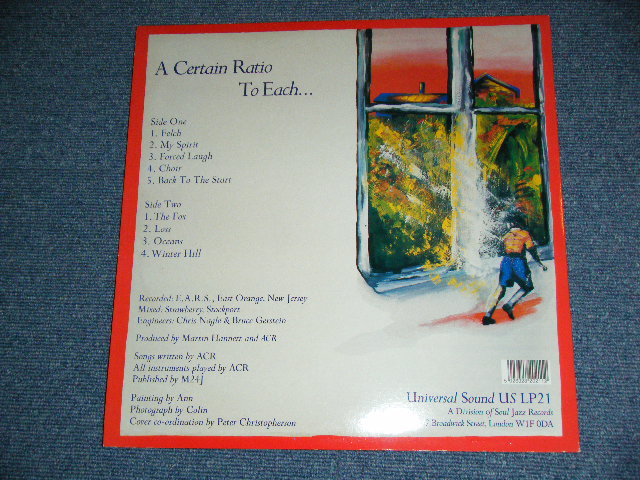 A Certain Ratio
To Each...
Side One
1. Felch
2. My Spirit
3. Forced Laugh
4. Choir
5. Back To The Start
Side Two
1. The Fox
2. Loss
3. Oceans
4. Winter Hill
Recorded: E.A.R.S., East Orange, New Jersey
Mixed: Strawberry, Stockport
Engineers: Chris Nagle & Bruce Gerstein
Produced by Martin Hannett and ACR
Songs written by ACR
All instruments played by ACR
Published by M24J
Painting by Ann
Photograph by Colin
Cover co-ordination by Peter Christopherson
Universal Sound US LP21
A Division of Soul Jazz Records
7 Broadwick Street, London W1F 0DA